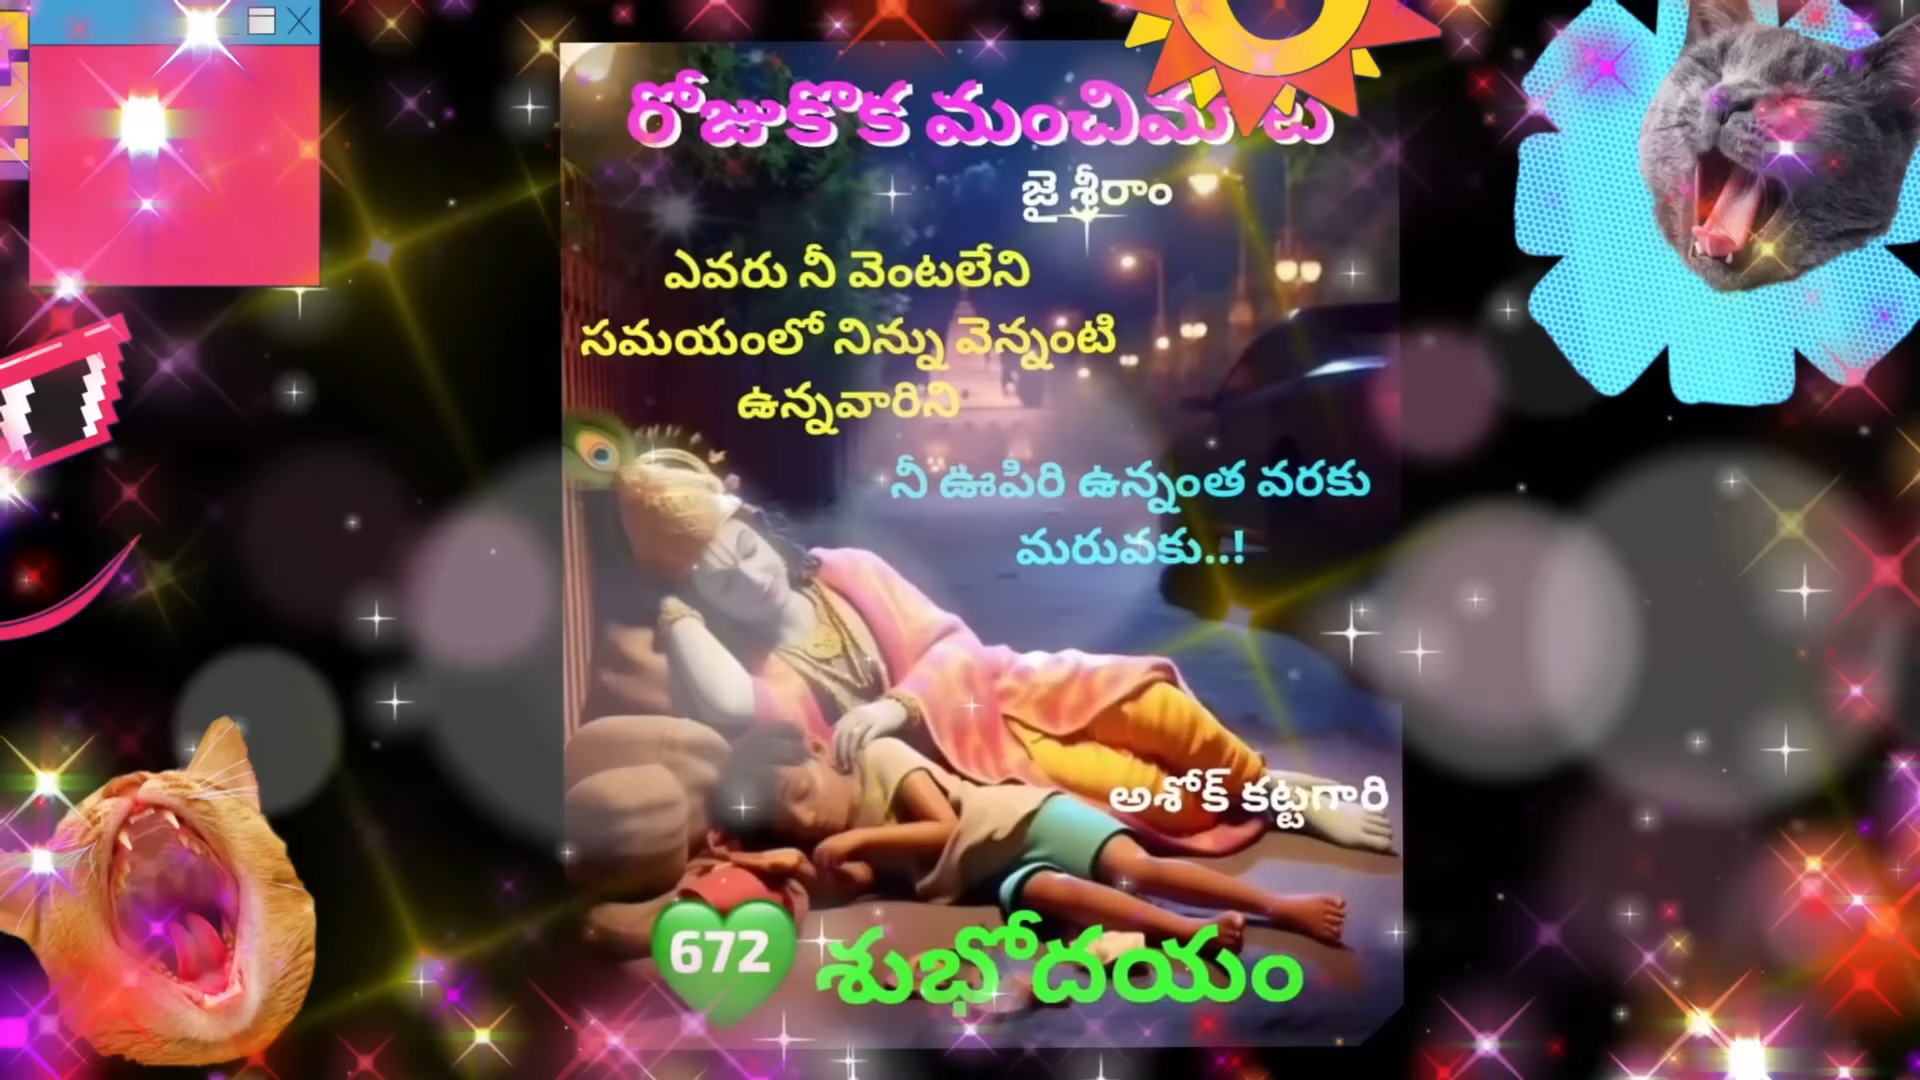 రోజుకొక మంచిమాట
జై శ్రీరాం
ఎవరు నీ వెంటలేని
సమయంలో నిన్ను వెన్నంటి
ఉన్నవారిని
నీ ఊపిరి ఉన్నంత వరకు
మరువకు..!
అశోక్ కట్టగారి
672 శుభోదయం